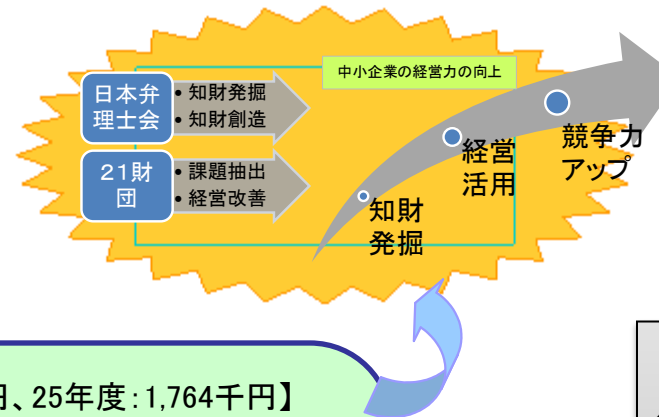 中小企業の経営力の向上
日本弁
理士会
• 知財発掘
• 知財創造
21財
団
• 課題抽出
• 経営改善
知財
発掘
経営
活用
競争力
アップ
円、25年度:1,764千円】